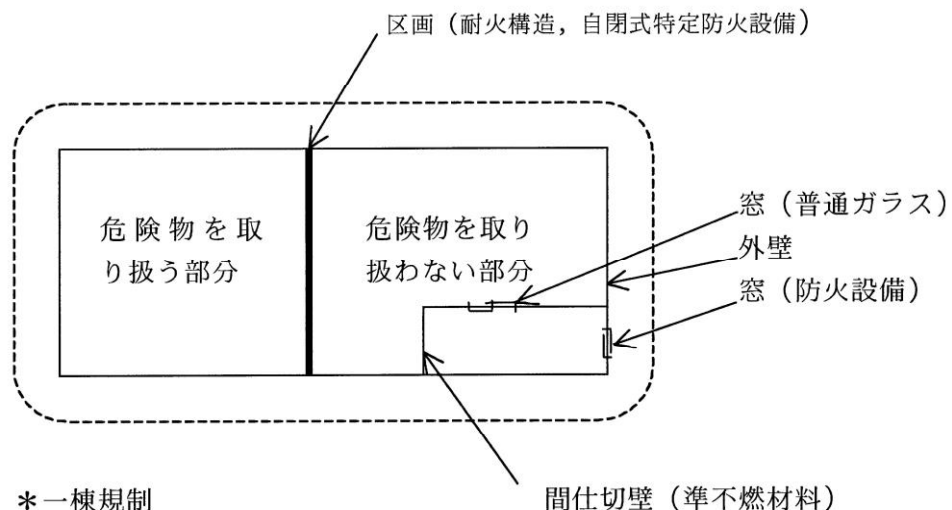 区画（耐火構造，自閉式特定防火設備）
危険物を取
り扱う部分
危険物を取り
扱わない部分
窓（普通ガラス）
外壁
窓（防火設備）
＊一棟規制
間仕切壁（準不燃材料）